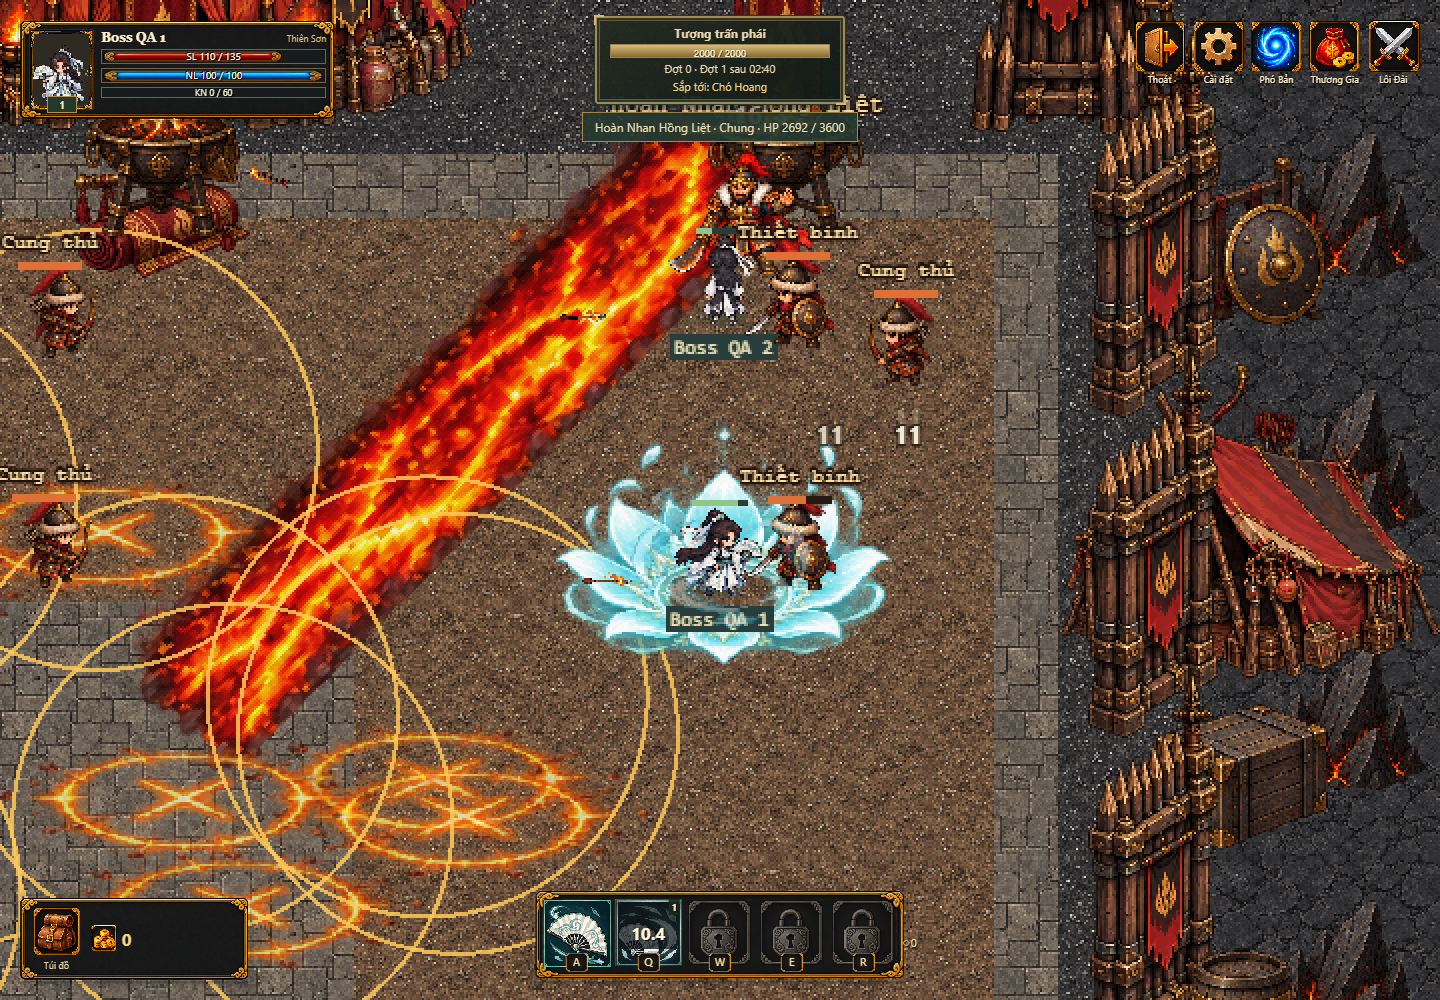 Boss QA 1
Thiên Sơn
SL 110 / 135
NL 100 / 100
KN 0 / 60
1
Tượng trấn phái
2000 / 2000
Đợt 0 · Đợt 1 sau 02:40
Sắp tới: Chó Hoang
Hoàn Nhan Hồng Liệt · Chung · HP 2692 / 3600
Thoát
Cài đặt
Phó Bản
Thương Gia
Lôi Đài
Cung thủ
Thiết binh
Cung thủ
Boss QA 2
11
11
Cung thủ
Thiết binh
Boss QA 1
0
Túi đồ
A
1
10.4
Q
W
E
R